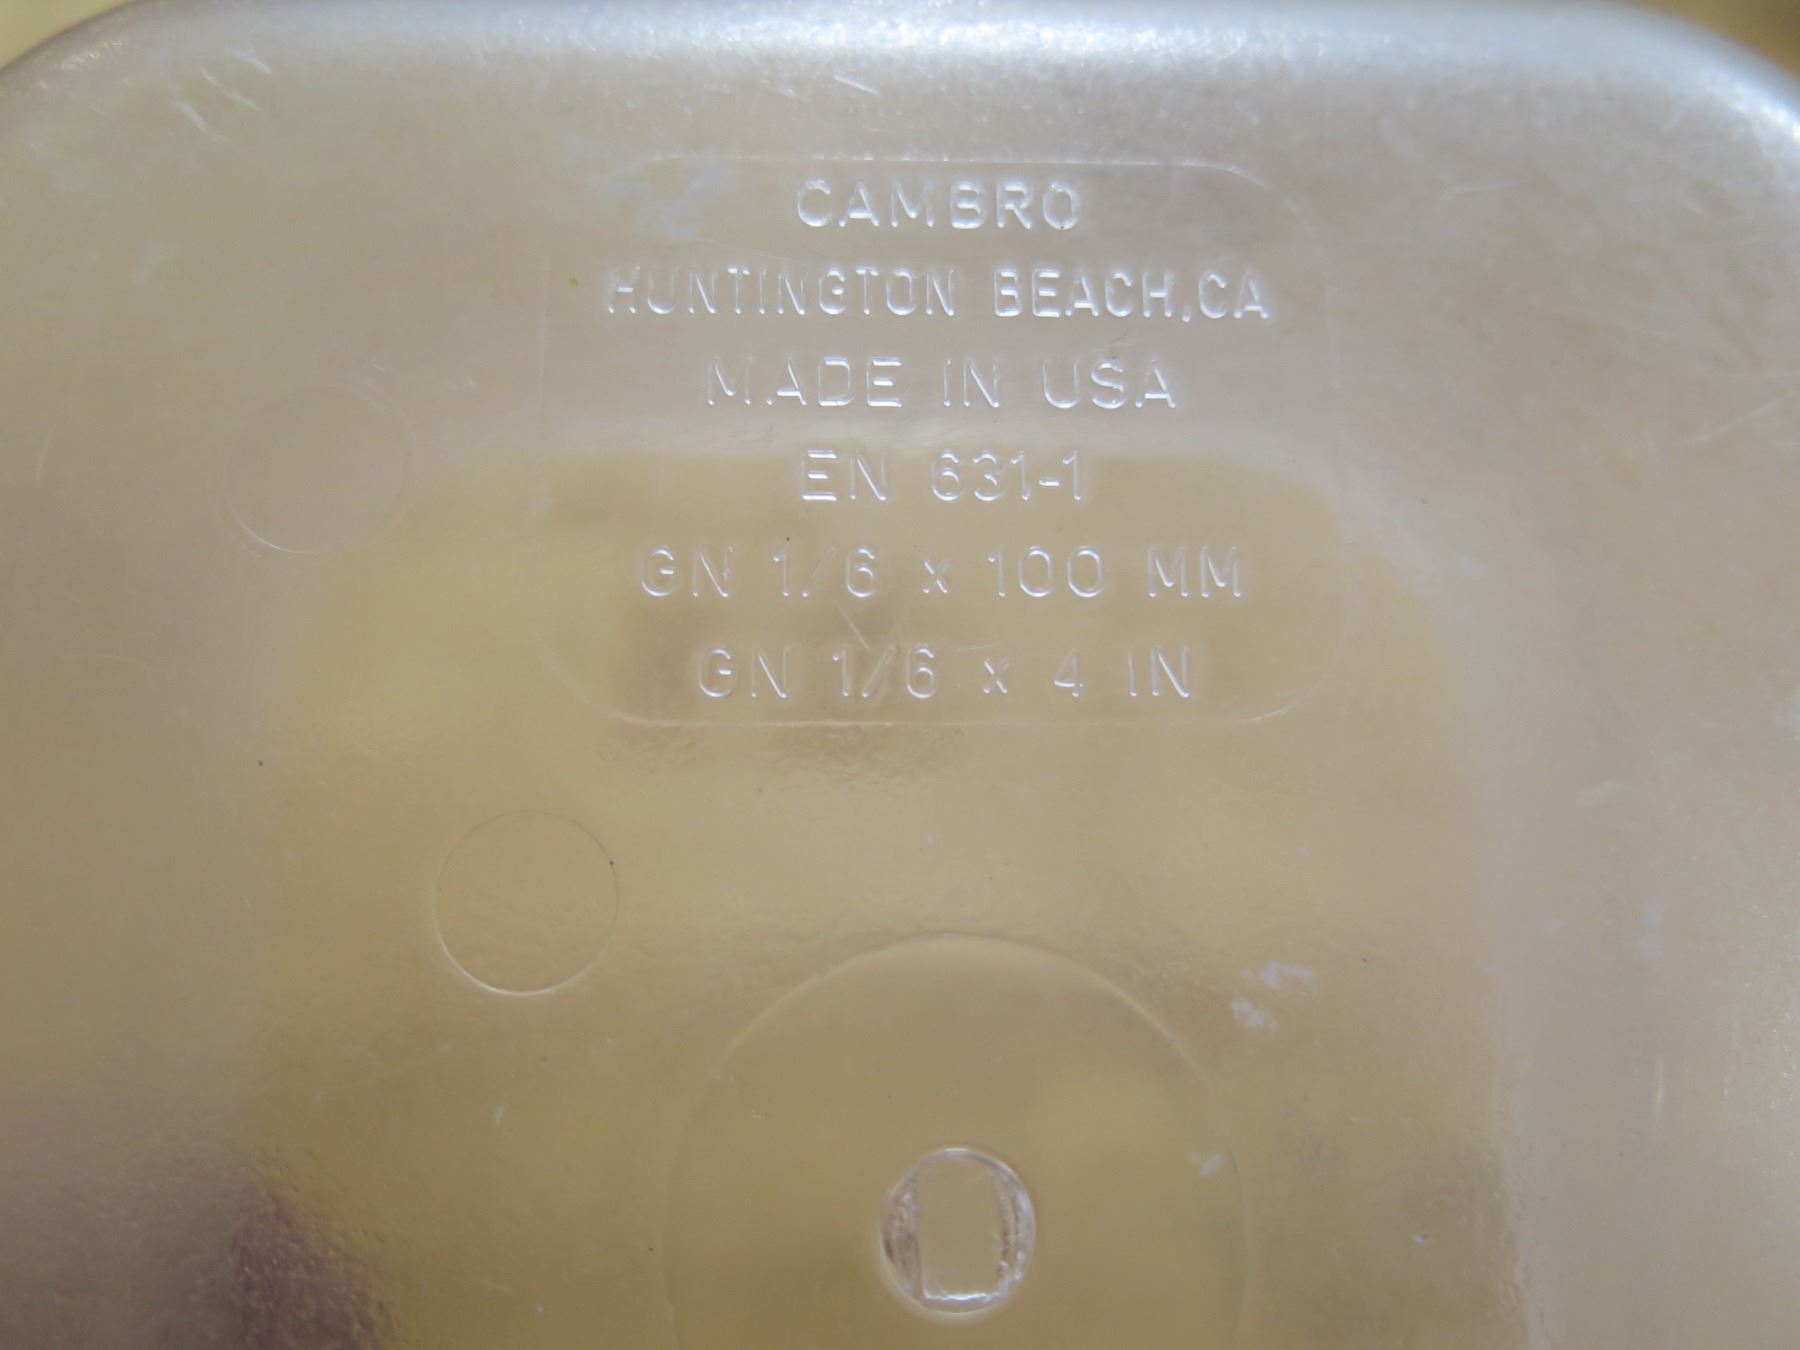 CAMBRO
HUNTINGTON BEACH,CA
MADE IN USA
EN 631-1
GN 1/6 x 100 MM
GN 1/6 x 4 IN